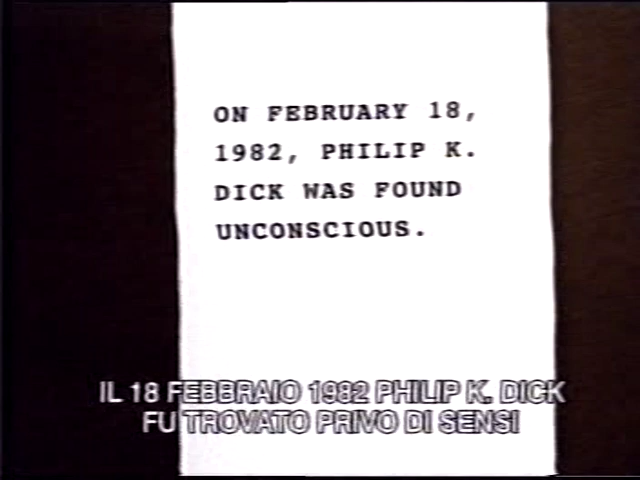 ON FEBRUARY 18,
1982, PHILIP K.
DICK WAS FOUND
UNCONSCIOUS.
IL 18 FEBBRAIO 1982 PHILIP K. DICK
FU TROVATO PRIVO DI SENSI